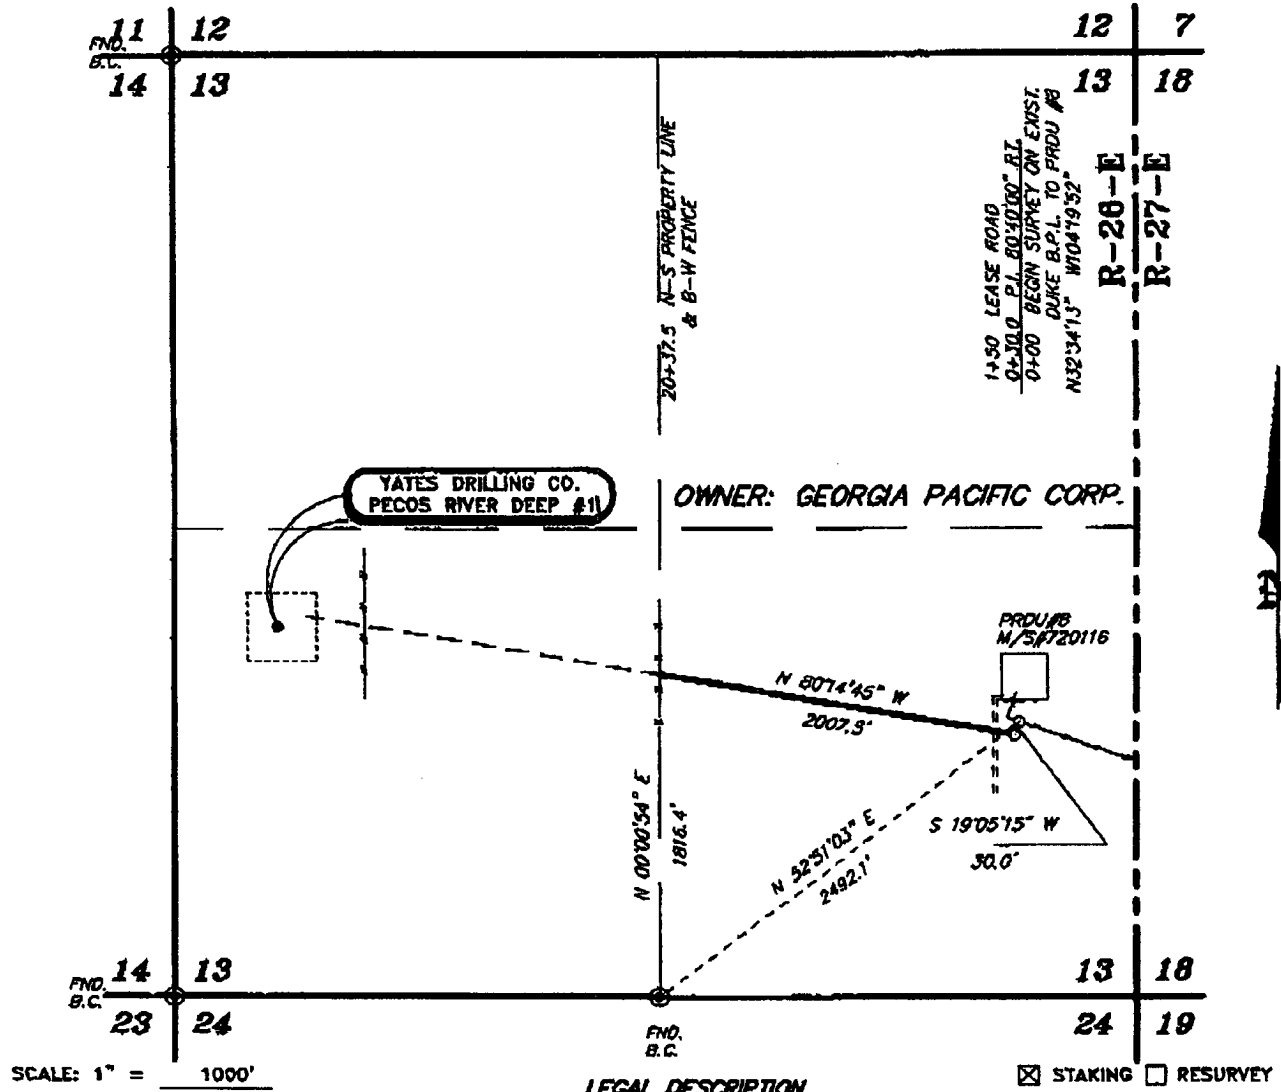 11 12
12 7
FND.
B.C.
14 13
13 18
20+37.5 N-S PROPERTY LINE
& B-W FENCE
1+50 LEASE ROAD
0+30.0 P.I. 80°40'00" RT.
0+00 BEGIN SURVEY ON EXIST.
DUKE B.P.L. TO PRDU #8
N32°34'13" W104°19'52"
R-26-E
R-27-E
YATES DRILLING CO.
PECOS RIVER DEEP #1
OWNER: GEORGIA PACIFIC CORP.
PRDU#8
M/S#720116
N 80°14'45" W
2007.3'
N 00°00'54" E
1816.4'
N 52°51'03" E
2492.1'
S 19°05'15" W
30.0'
FND.
B.C.
14 13
13 18
23 24
24 19
FND.
B.C.
SCALE: 1" = 1000'
LEGAL DESCRIPTION
☒ STAKING ☐ RESURVEY